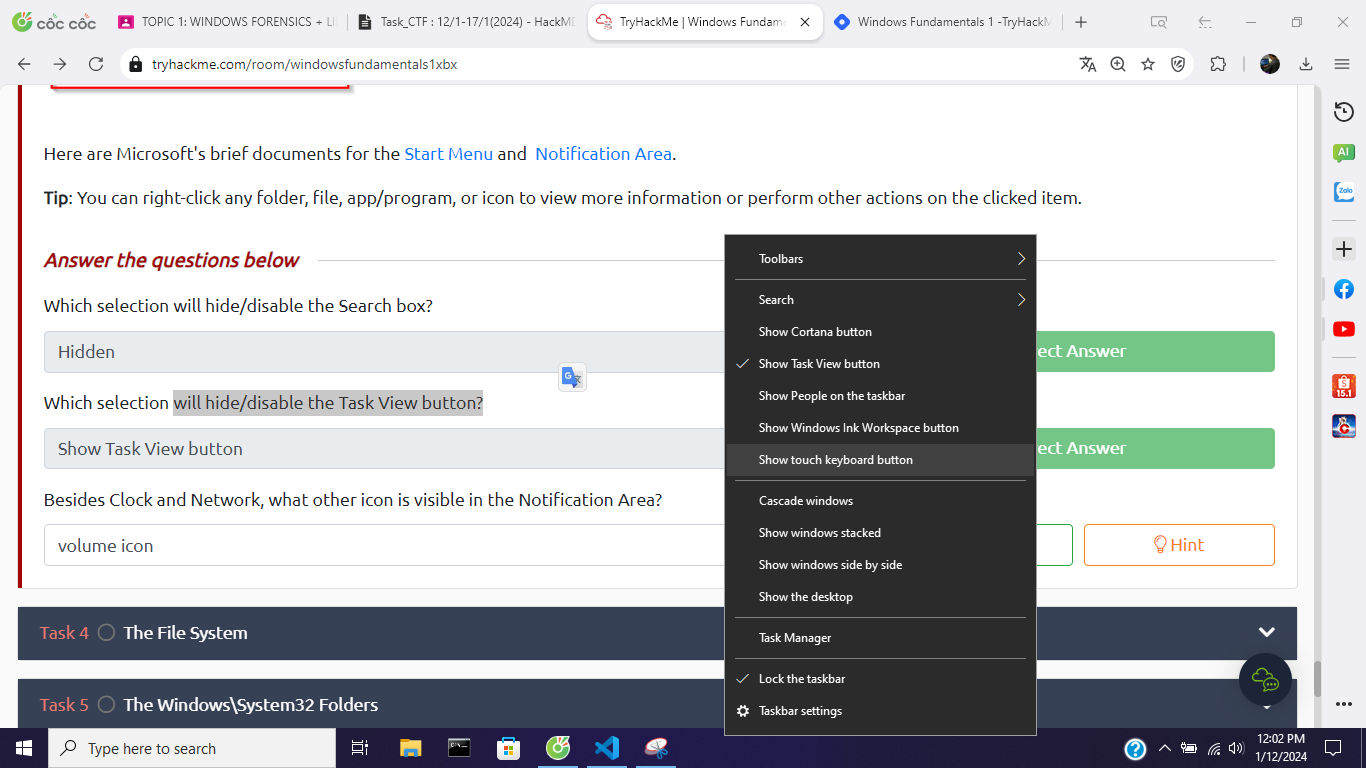 cốc cốc
TOPIC 1: WINDOWS FORENSICS + LI
Task_CTF : 12/1-17/1(2024) - HackMD
TryHackMe | Windows Fundame
Windows Fundamentals 1 -TryHackM
tryhackme.com/room/windowsfundamentals1xbx
Here are Microsoft's brief documents for the Start Menu and Notification Area.
Tip: You can right-click any folder, file, app/program, or icon to view more information or perform other actions on the clicked item.
Answer the questions below
Which selection will hide/disable the Search box?
Hidden
ect Answer
Which selection will hide/disable the Task View button?
Show Task View button
ect Answer
Besides Clock and Network, what other icon is visible in the Notification Area?
volume icon
Hint
Task 4 The File System
Task 5 The Windows\System32 Folders
Toolbars
Search
Show Cortana button
Show Task View button
Show People on the taskbar
Show Windows Ink Workspace button
Show touch keyboard button
Cascade windows
Show windows stacked
Show windows side by side
Show the desktop
Task Manager
Lock the taskbar
Taskbar settings
AI
Zalo
15.1
Type here to search
12:02 PM
1/12/2024